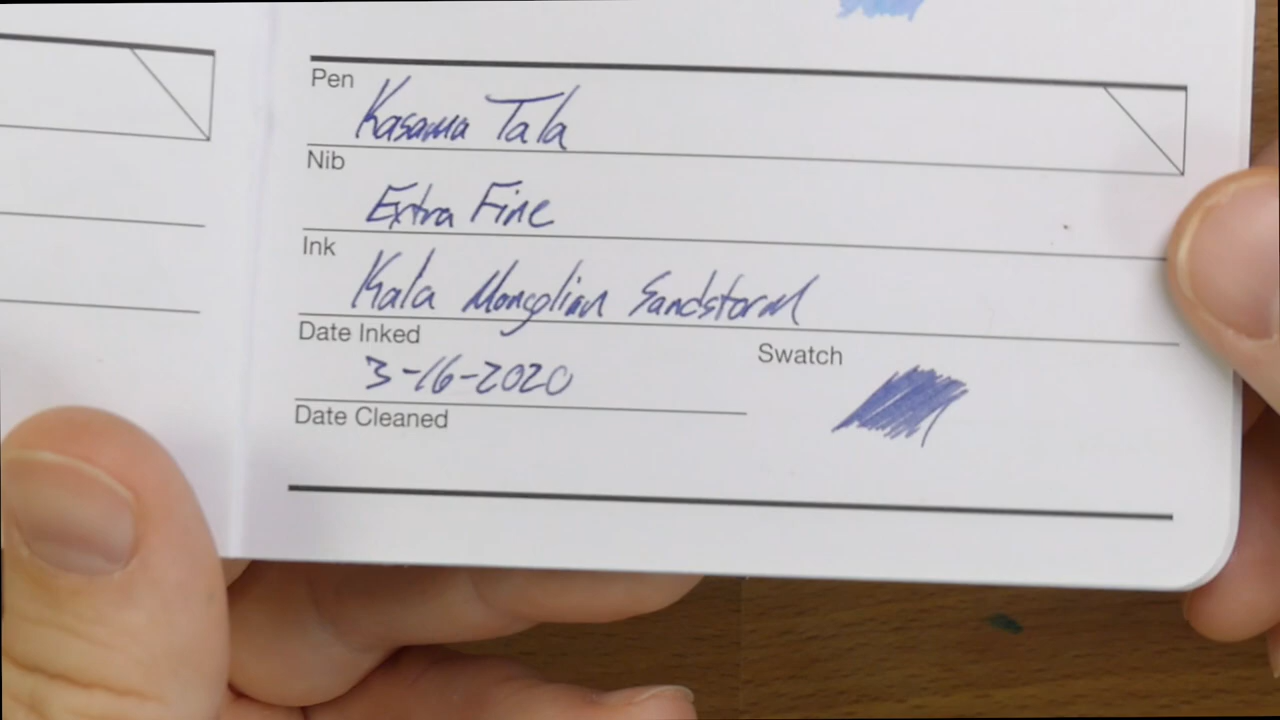 Pen
Kasama Tala
Nib
Extra Fine
Ink
Kala Mongolian Sandstorm
Date Inked
3-16-2020
Swatch
Date Cleaned